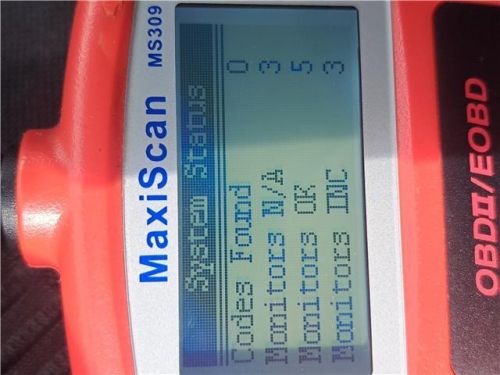 MaxiScan MS309
System Status
Codes Found 0
Monitors N/A 3
Monitors OK 5
Monitors INC 3
OBDII/EOBD